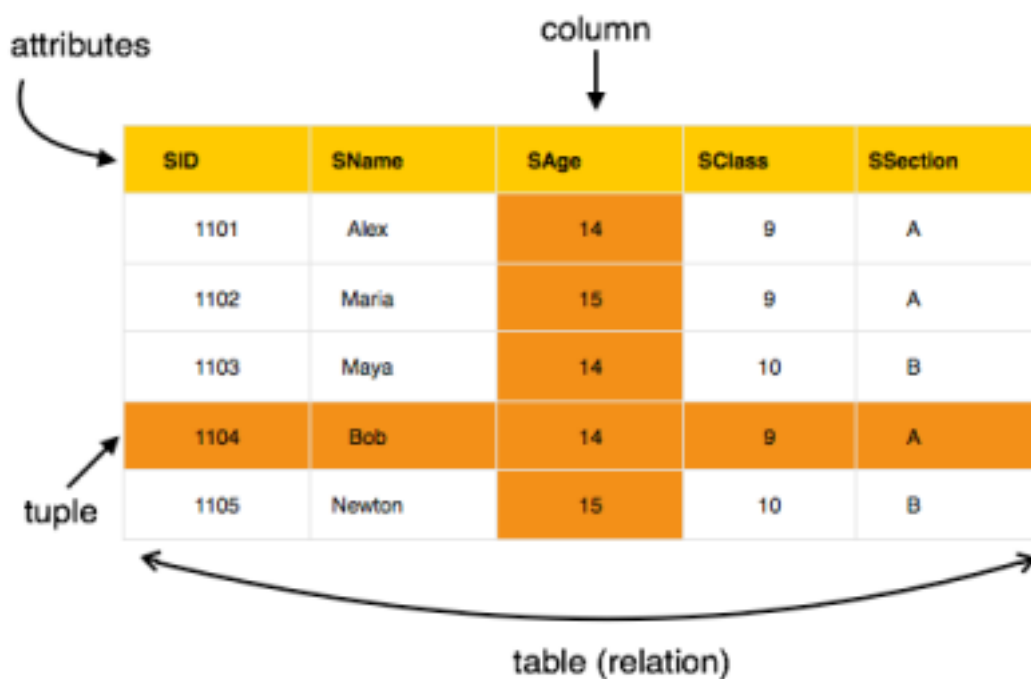 column
attributes
SID SName SAge SClass SSection
1101 Alex 14 9 A
1102 Maria 15 9 A
1103 Maya 14 10 B
1104 Bob 14 9 A
tuple
1105 Newton 15 10 B
table (relation)